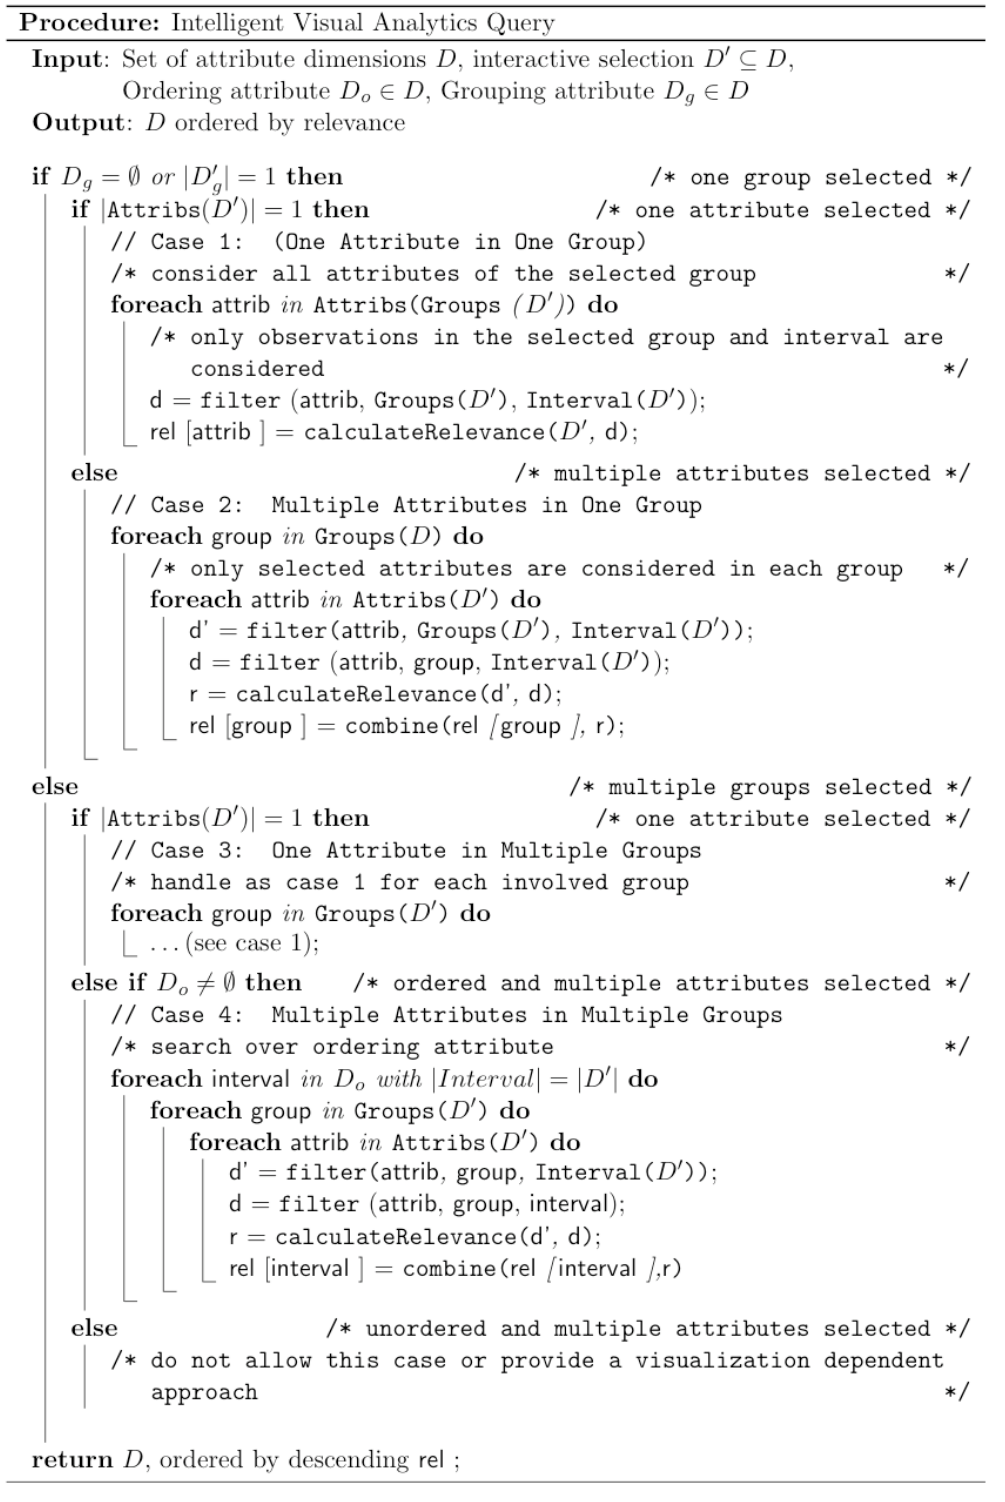 Procedure: Intelligent Visual Analytics Query
Input: Set of attribute dimensions D, interactive selection D′ ⊆ D,
Ordering attribute Dₒ ∈ D, Grouping attribute D_g ∈ D
Output: D ordered by relevance
if D_g = ∅ or |D′_g| = 1 then /* one group selected */
if |Attribs(D′)| = 1 then /* one attribute selected */
// Case 1: (One Attribute in One Group)
/* consider all attributes of the selected group */
foreach attrib in Attribs(Groups (D′)) do
/* only observations in the selected group and interval are
considered */
d = filter (attrib, Groups(D′), Interval(D′));
rel [attrib ] = calculateRelevance(D′, d);
else /* multiple attributes selected */
// Case 2: Multiple Attributes in One Group
foreach group in Groups(D) do
/* only selected attributes are considered in each group */
foreach attrib in Attribs(D′) do
d' = filter(attrib, Groups(D′), Interval(D′));
d = filter (attrib, group, Interval(D′));
r = calculateRelevance(d', d);
rel [group ] = combine(rel [group ], r);
else /* multiple groups selected */
if |Attribs(D′)| = 1 then /* one attribute selected */
// Case 3: One Attribute in Multiple Groups
/* handle as case 1 for each involved group */
foreach group in Groups(D′) do
... (see case 1);
else if Dₒ ≠ ∅ then /* ordered and multiple attributes selected */
// Case 4: Multiple Attributes in Multiple Groups
/* search over ordering attribute */
foreach interval in Dₒ with |Interval| = |D′| do
foreach group in Groups(D′) do
foreach attrib in Attribs(D′) do
d' = filter(attrib, group, Interval(D′));
d = filter (attrib, group, interval);
r = calculateRelevance(d', d);
rel [interval ] = combine(rel [interval ],r)
else /* unordered and multiple attributes selected */
/* do not allow this case or provide a visualization dependent
approach */
return D, ordered by descending rel ;